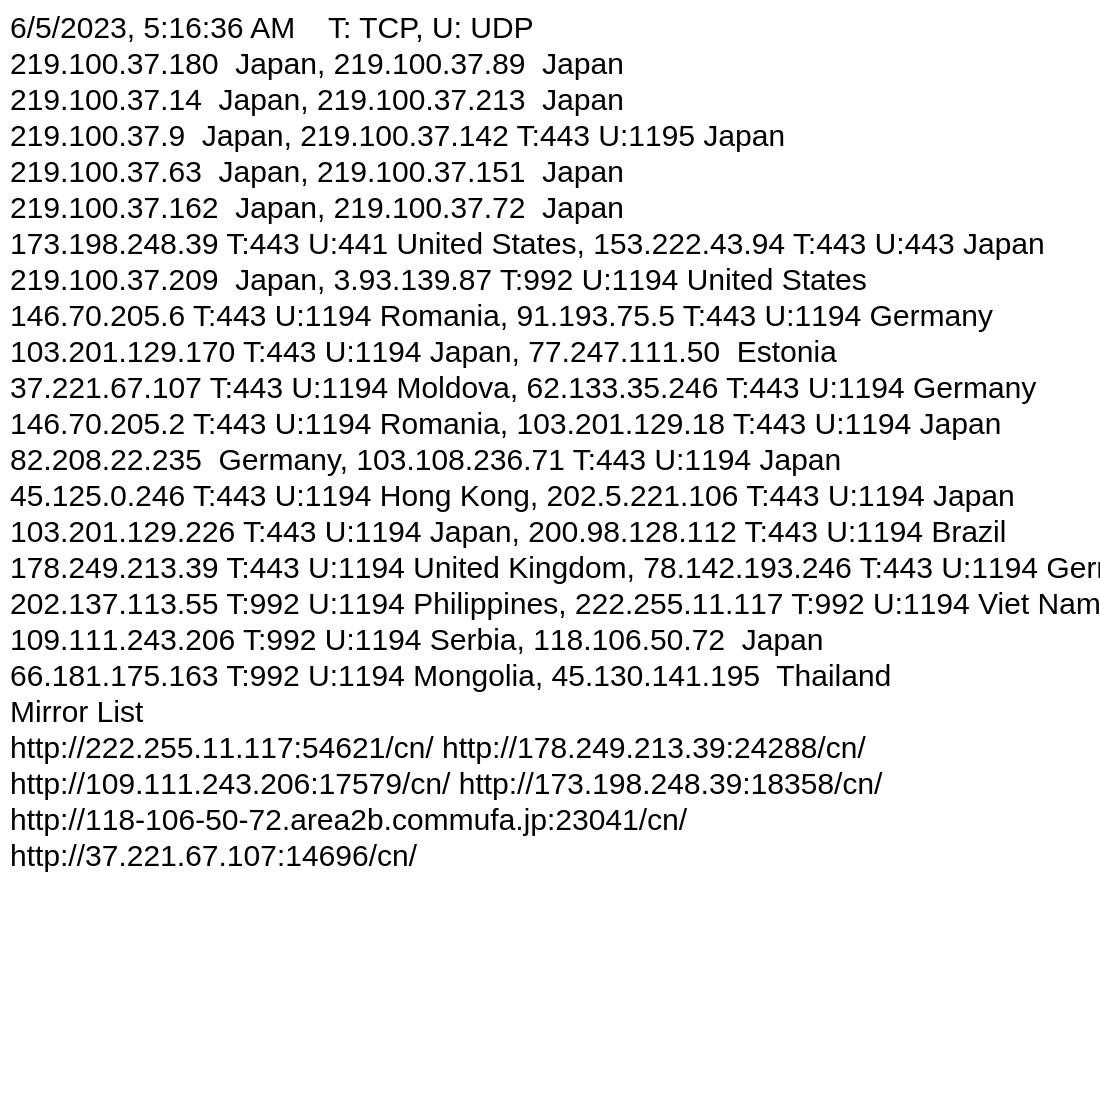 6/5/2023, 5:16:36 AM    T: TCP, U: UDP
219.100.37.180  Japan, 219.100.37.89  Japan
219.100.37.14  Japan, 219.100.37.213  Japan
219.100.37.9  Japan, 219.100.37.142 T:443 U:1195 Japan
219.100.37.63  Japan, 219.100.37.151  Japan
219.100.37.162  Japan, 219.100.37.72  Japan
173.198.248.39 T:443 U:441 United States, 153.222.43.94 T:443 U:443 Japan
219.100.37.209  Japan, 3.93.139.87 T:992 U:1194 United States
146.70.205.6 T:443 U:1194 Romania, 91.193.75.5 T:443 U:1194 Germany
103.201.129.170 T:443 U:1194 Japan, 77.247.111.50  Estonia
37.221.67.107 T:443 U:1194 Moldova, 62.133.35.246 T:443 U:1194 Germany
146.70.205.2 T:443 U:1194 Romania, 103.201.129.18 T:443 U:1194 Japan
82.208.22.235  Germany, 103.108.236.71 T:443 U:1194 Japan
45.125.0.246 T:443 U:1194 Hong Kong, 202.5.221.106 T:443 U:1194 Japan
103.201.129.226 T:443 U:1194 Japan, 200.98.128.112 T:443 U:1194 Brazil
178.249.213.39 T:443 U:1194 United Kingdom, 78.142.193.246 T:443 U:1194
202.137.113.55 T:992 U:1194 Philippines, 222.255.11.117 T:992 U:1194 Viet Nam
109.111.243.206 T:992 U:1194 Serbia, 118.106.50.72  Japan
66.181.175.163 T:992 U:1194 Mongolia, 45.130.141.195  Thailand
Mirror List
http://222.255.11.117:54621/cn/ http://178.249.213.39:24288/cn/
http://109.111.243.206:17579/cn/ http://173.198.248.39:18358/cn/
http://118-106-50-72.area2b.commufa.jp:23041/cn/
http://37.221.67.107:14696/cn/